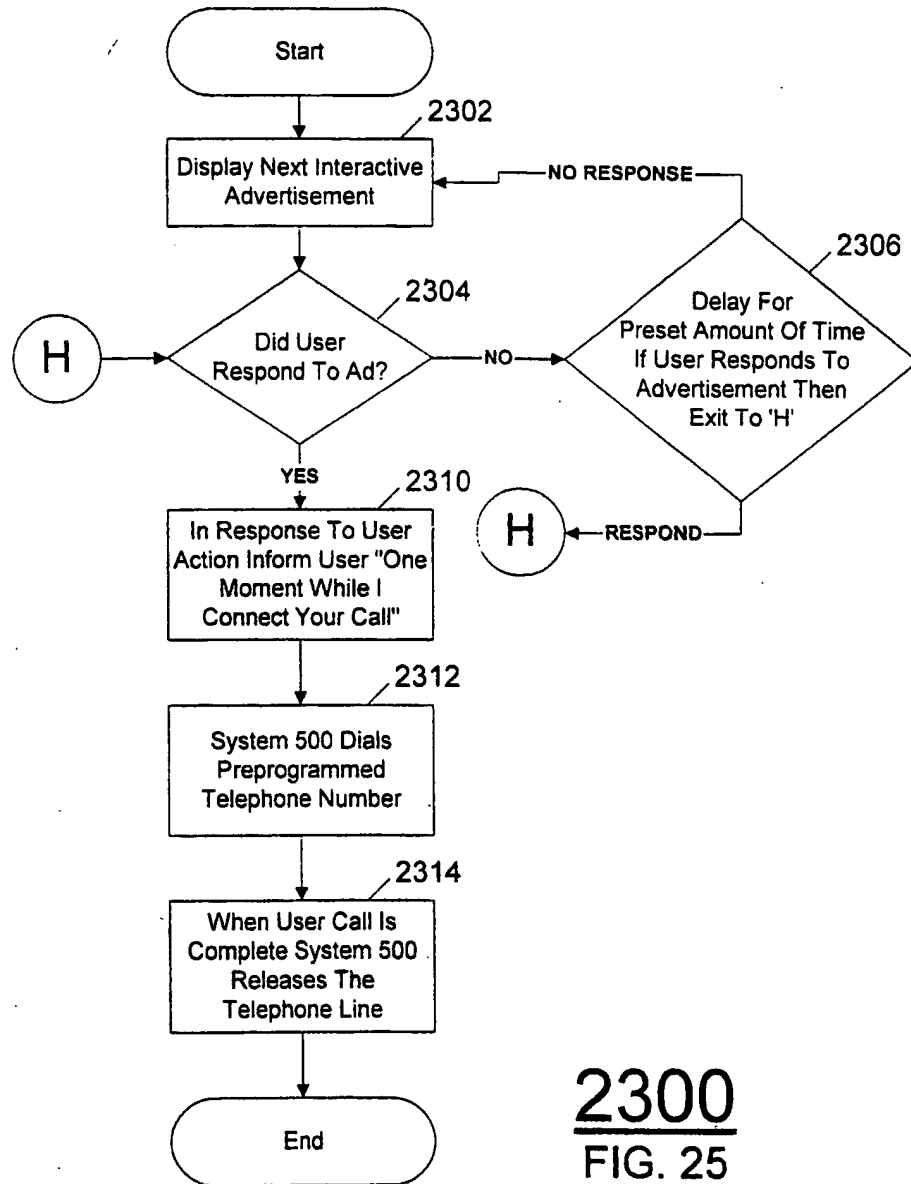 Start
2302
Display Next Interactive
Advertisement
NO RESPONSE
2304
2306
H
Did User
Respond To Ad?
NO
Delay For
Preset Amount Of Time
If User Responds To
Advertisement Then
Exit To 'H'
YES
2310
H
RESPOND
In Response To User
Action Inform User "One
Moment While I
Connect Your Call"
2312
System 500 Dials
Preprogrammed
Telephone Number
2314
When User Call Is
Complete System 500
Releases The
Telephone Line
End
2300
FIG. 25